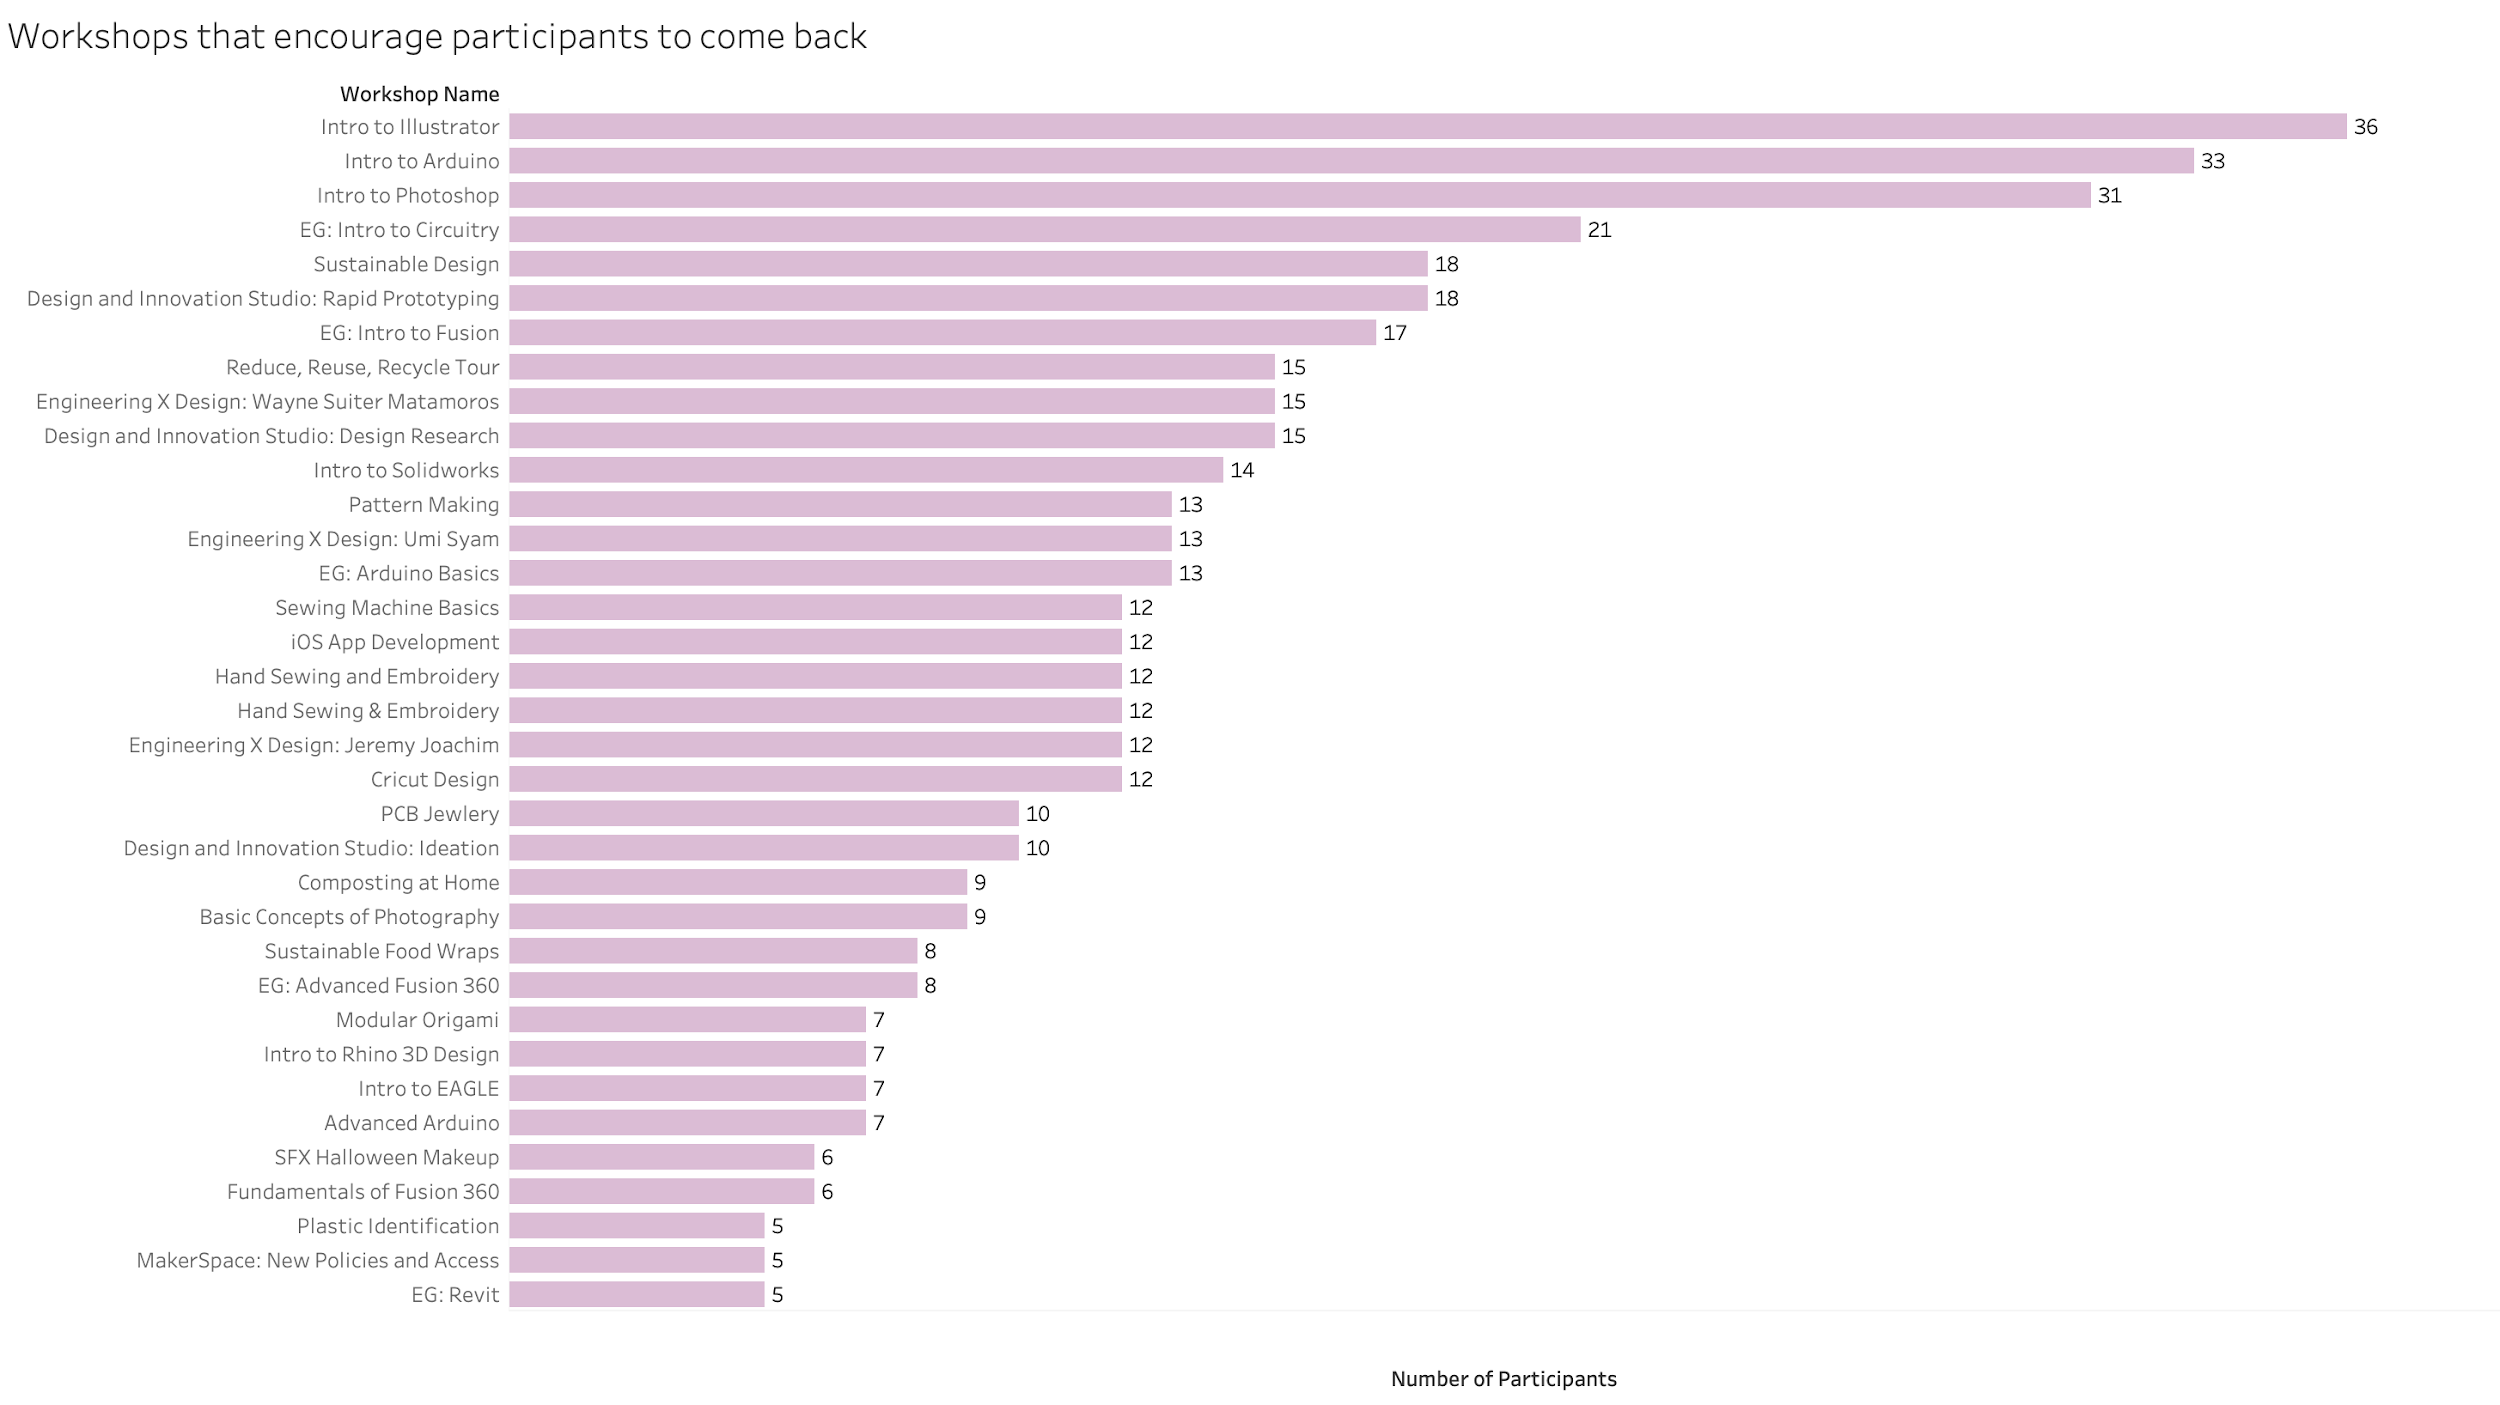 Workshops that encourage participants to come back
Workshop Name
Intro to Illustrator 36
Intro to Arduino 33
Intro to Photoshop 31
EG: Intro to Circuitry 21
Sustainable Design 18
Design and Innovation Studio: Rapid Prototyping 18
EG: Intro to Fusion 17
Reduce, Reuse, Recycle Tour 15
Engineering X Design: Wayne Suiter Matamoros 15
Design and Innovation Studio: Design Research 15
Intro to Solidworks 14
Pattern Making 13
Engineering X Design: Umi Syam 13
EG: Arduino Basics 13
Sewing Machine Basics 12
iOS App Development 12
Hand Sewing and Embroidery 12
Hand Sewing & Embroidery 12
Engineering X Design: Jeremy Joachim 12
Cricut Design 12
PCB Jewlery 10
Design and Innovation Studio: Ideation 10
Composting at Home 9
Basic Concepts of Photography 9
Sustainable Food Wraps 8
EG: Advanced Fusion 360 8
Modular Origami 7
Intro to Rhino 3D Design 7
Intro to EAGLE 7
Advanced Arduino 7
SFX Halloween Makeup 6
Fundamentals of Fusion 360 6
Plastic Identification 5
MakerSpace: New Policies and Access 5
EG: Revit 5
Number of Participants